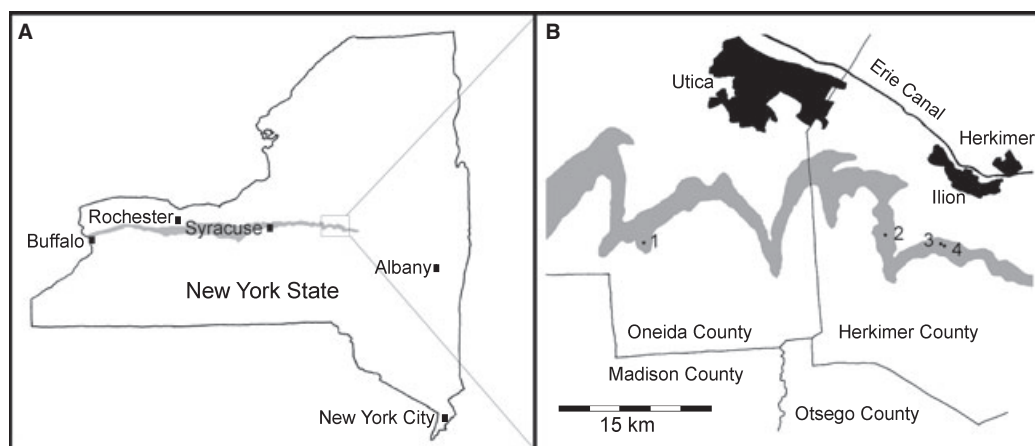 A
Rochester
Buffalo
Syracuse
Albany
New York State
New York City
B
Utica
Erie Canal
Herkimer
Ilion
1
2
3
4
Oneida County
Herkimer County
Madison County
Otsego County
15 km